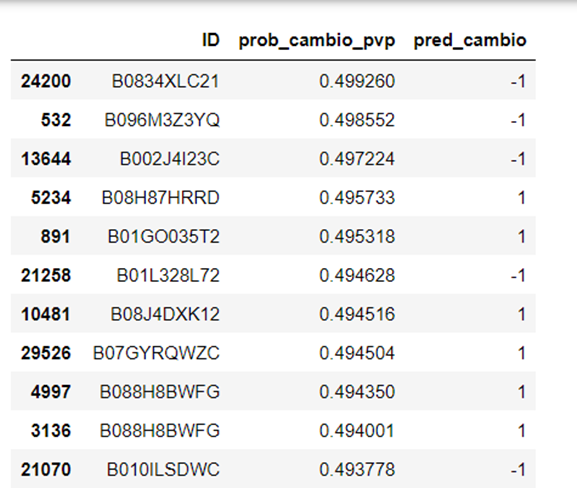 ID prob_cambio_pvp pred_cambio
24200 B0834XLC21 0.499260 -1
532 B096M3Z3YQ 0.498552 -1
13644 B002J4I23C 0.497224 -1
5234 B08H87HRRD 0.495733 1
891 B01GO035T2 0.495318 1
21258 B01L328L72 0.494628 -1
10481 B08J4DXK12 0.494516 1
29526 B07GYRQWZC 0.494504 1
4997 B088H8BWFG 0.494350 1
3136 B088H8BWFG 0.494001 1
21070 B010ILSDWC 0.493778 -1